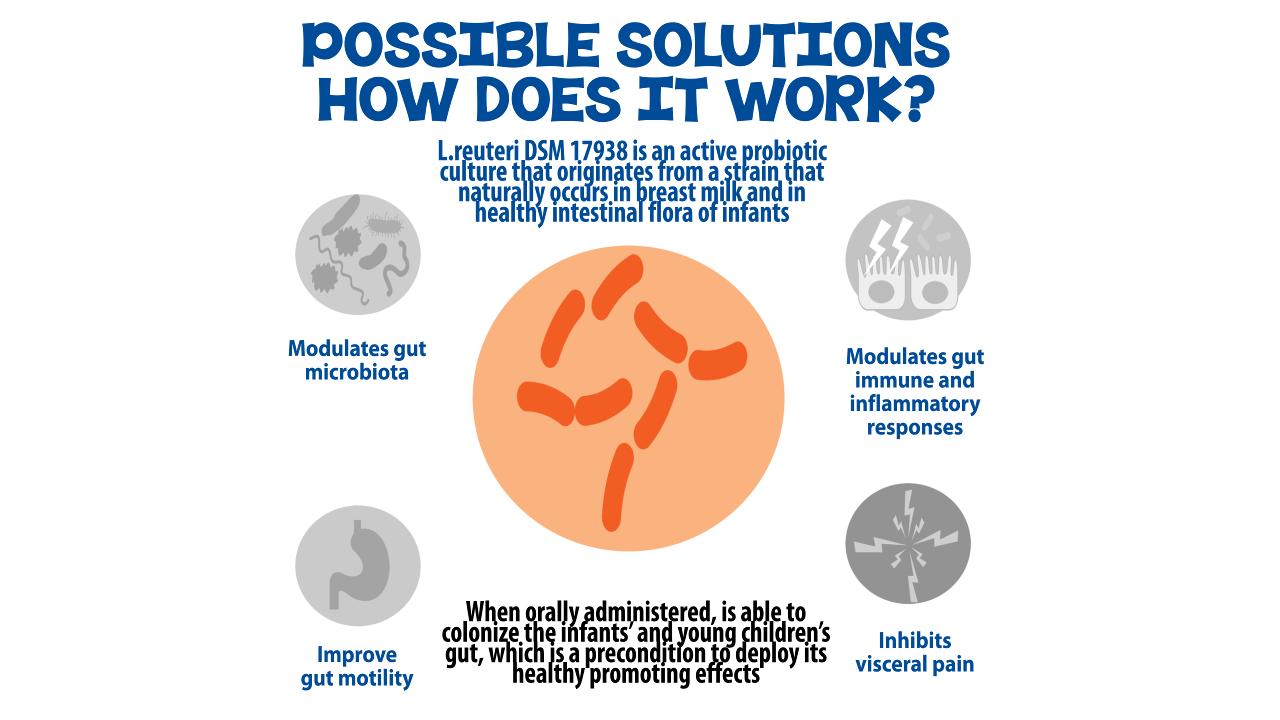 POSSIBLE SOLUTIONS
HOW DOES IT WORK?
L.reuteri DSM 17938 is an active probiotic
culture that originates from a strain that
naturally occurs in breast milk and in
healthy intestinal flora of infants
Modulates gut
microbiota
Modulates gut
immune and
inflammatory
responses
Improve
gut motility
Inhibits
visceral pain
When orally administered, is able to
colonize the infants’ and young children’s
gut, which is a precondition to deploy its
healthy promoting effects